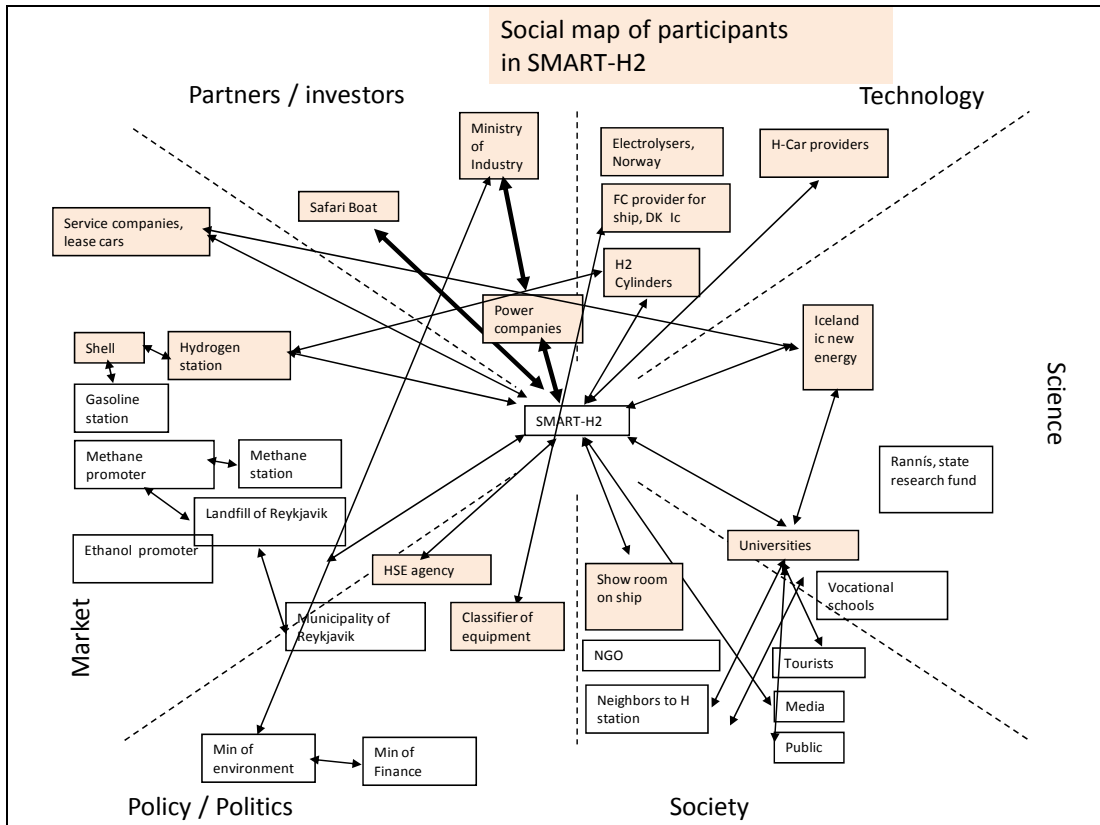 Social map of participants
in SMART-H2
Partners / investors
Technology
Ministry
of
Industry
Electrolysers,
Norway
H-Car providers
Safari Boat
FC provider for
ship, DK  Ic
Service companies,
lease cars
H2
Cylinders
Power
companies
Iceland
ic new
energy
Shell
Hydrogen
station
Gasoline
station
SMART-H2
Science
Methane
promoter
Methane
station
Rannís, state
research fund
Landfill of Reykjavik
Ethanol promoter
Universities
HSE agency
Show room
on ship
Vocational
schools
Market
Municipality of
Reykjavik
Classifier of
equipment
NGO
Tourists
Neighbors to H
station
Media
Public
Min of
environment
Min of
Finance
Policy / Politics
Society